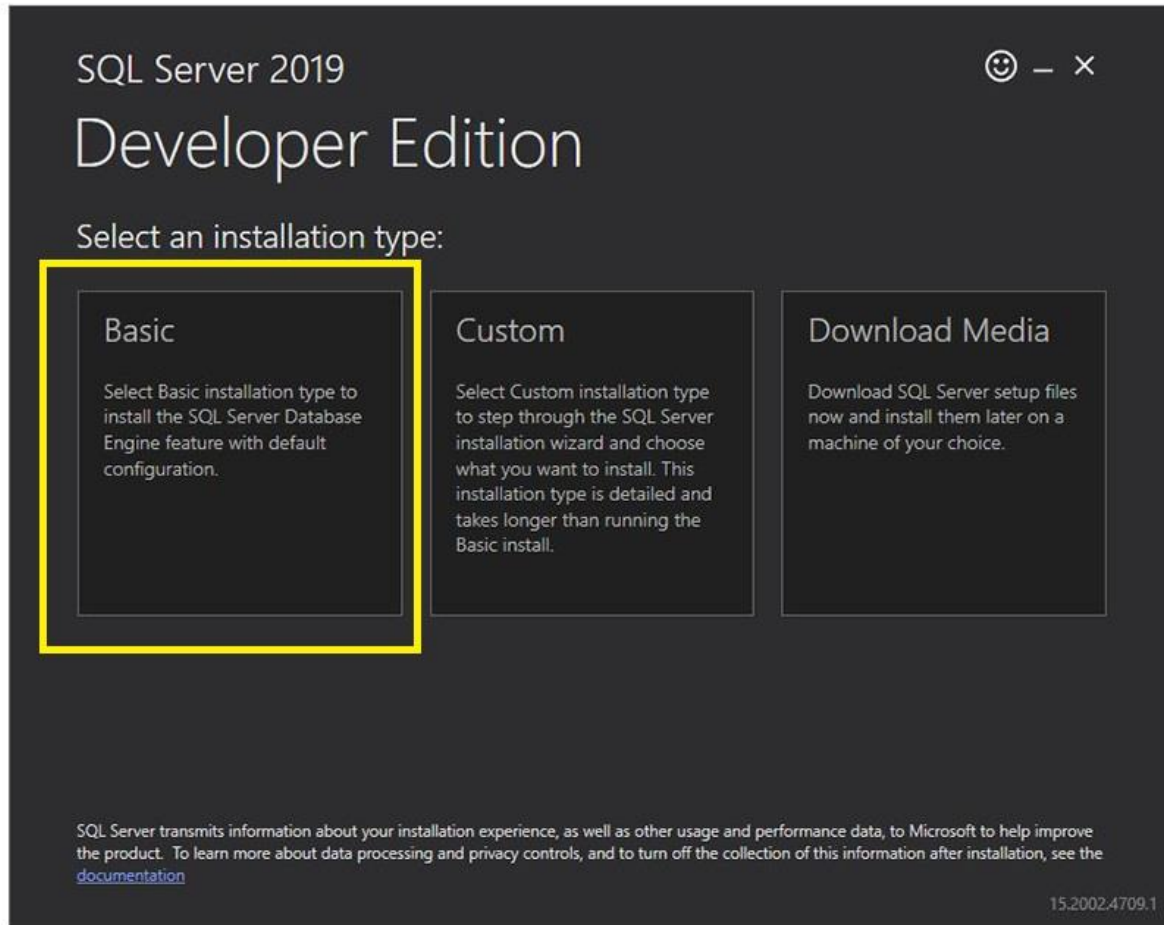 SQL Server 2019
Developer Edition
Select an installation type:
Basic
Select Basic installation type to
install the SQL Server Database
Engine feature with default
configuration.
Custom
Select Custom installation type
to step through the SQL Server
installation wizard and choose
what you want to install. This
installation type is detailed and
takes longer than running the
Basic install.
Download Media
Download SQL Server setup files
now and install them later on a
machine of your choice.
SQL Server transmits information about your installation experience, as well as other usage and performance data, to Microsoft to help improve
the product.  To learn more about data processing and privacy controls, and to turn off the collection of this information after installation, see the
documentation
15.2002.4709.1